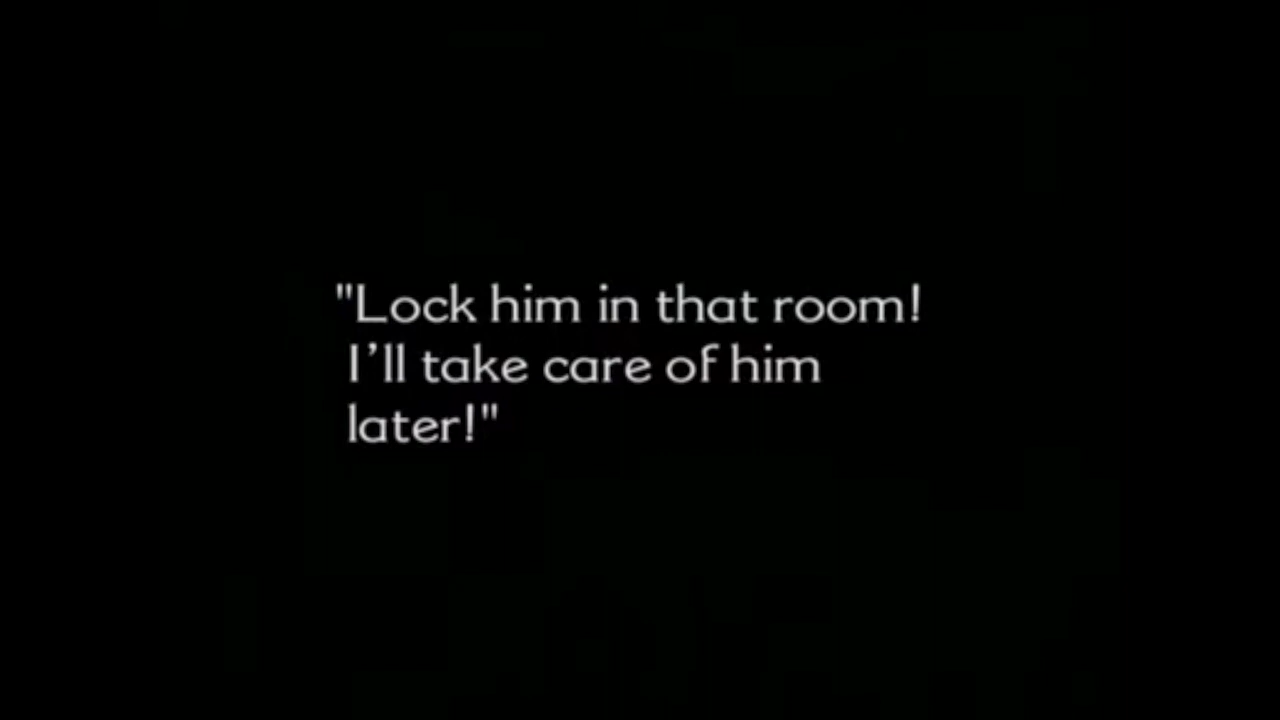 "Lock him in that room!
I’ll take care of him
later!"